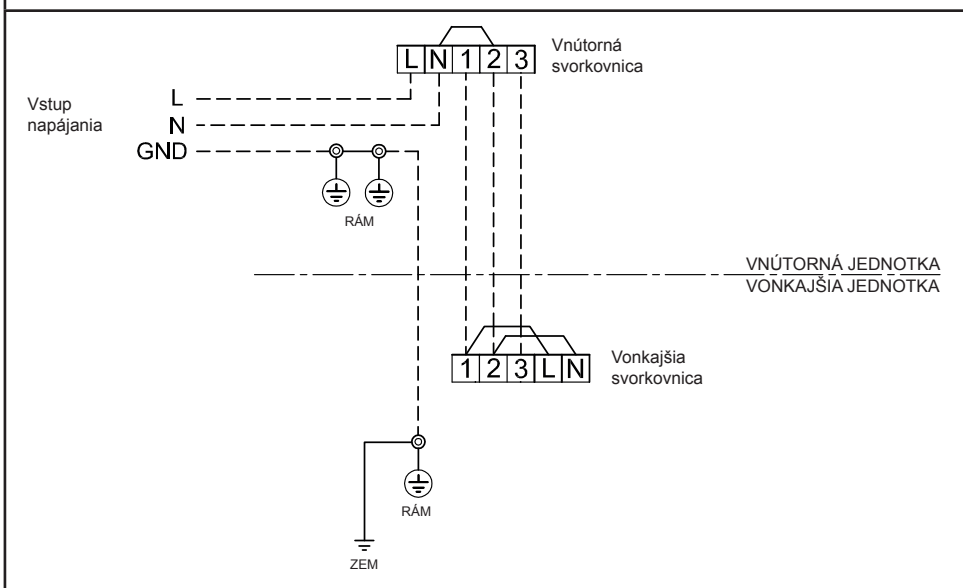 Vnútorná
svorkovnica
L N 1 2 3
Vstup
napájania
L
N
GND
RÁM
VNÚTORNÁ JEDNOTKA
VONKAJŠIA JEDNOTKA
1 2 3 L N
Vonkajšia
svorkovnica
RÁM
ZEM